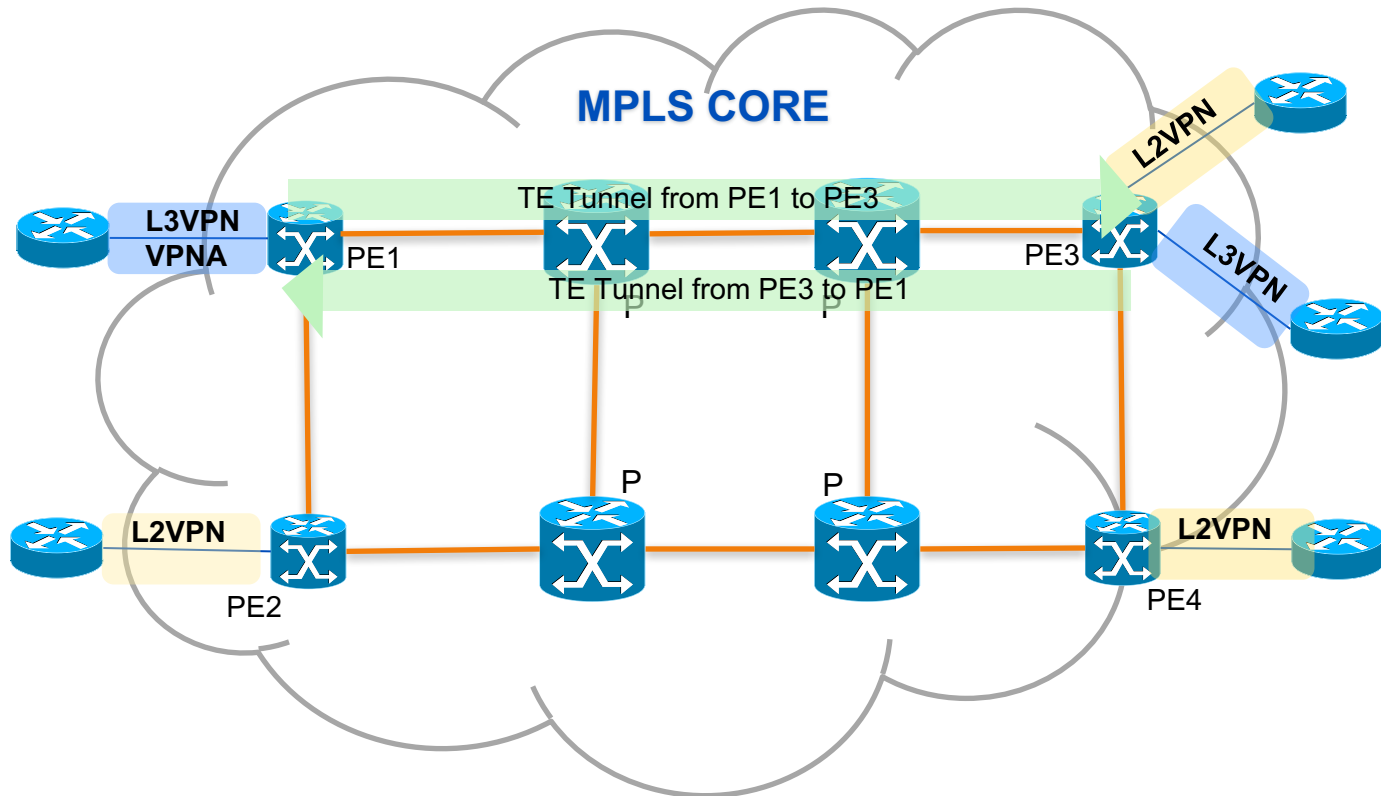 MPLS CORE
L2VPN
TE Tunnel from PE1 to PE3
L3VPN
VPNA
PE1
PE3
L3VPN
TE Tunnel from PE3 to PE1
P
P
P
P
L2VPN
L2VPN
PE2
PE4